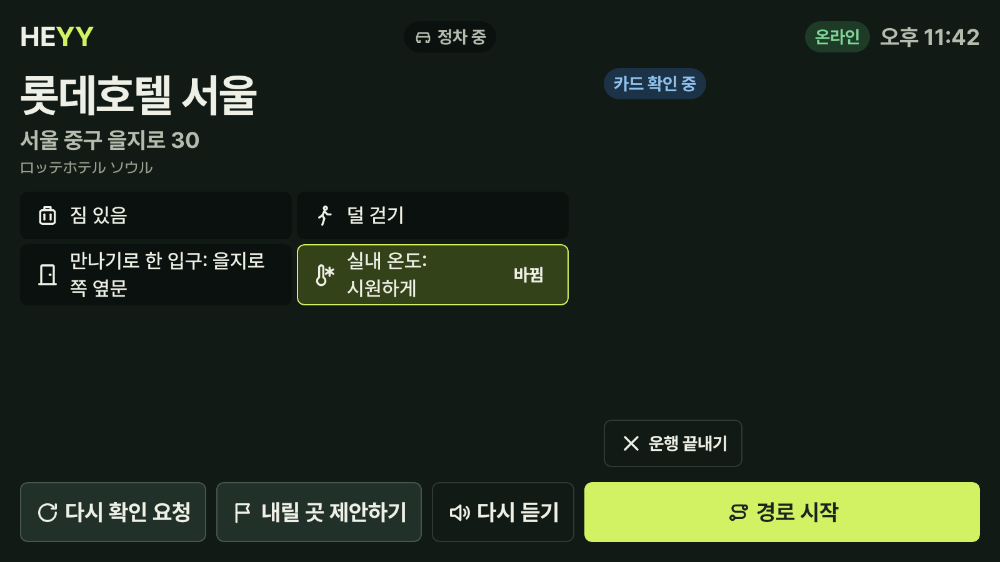 HEYY
정차 중
온라인 오후 11:42
롯데호텔 서울
카드 확인 중
서울 중구 을지로 30
ロッテホテル ソウル
짐 있음
덜 걷기
만나기로 한 입구: 을지로
쪽 옆문
실내 온도:
시원하게
바뀜
운행 끝내기
다시 확인 요청
내릴 곳 제안하기
다시 듣기
경로 시작